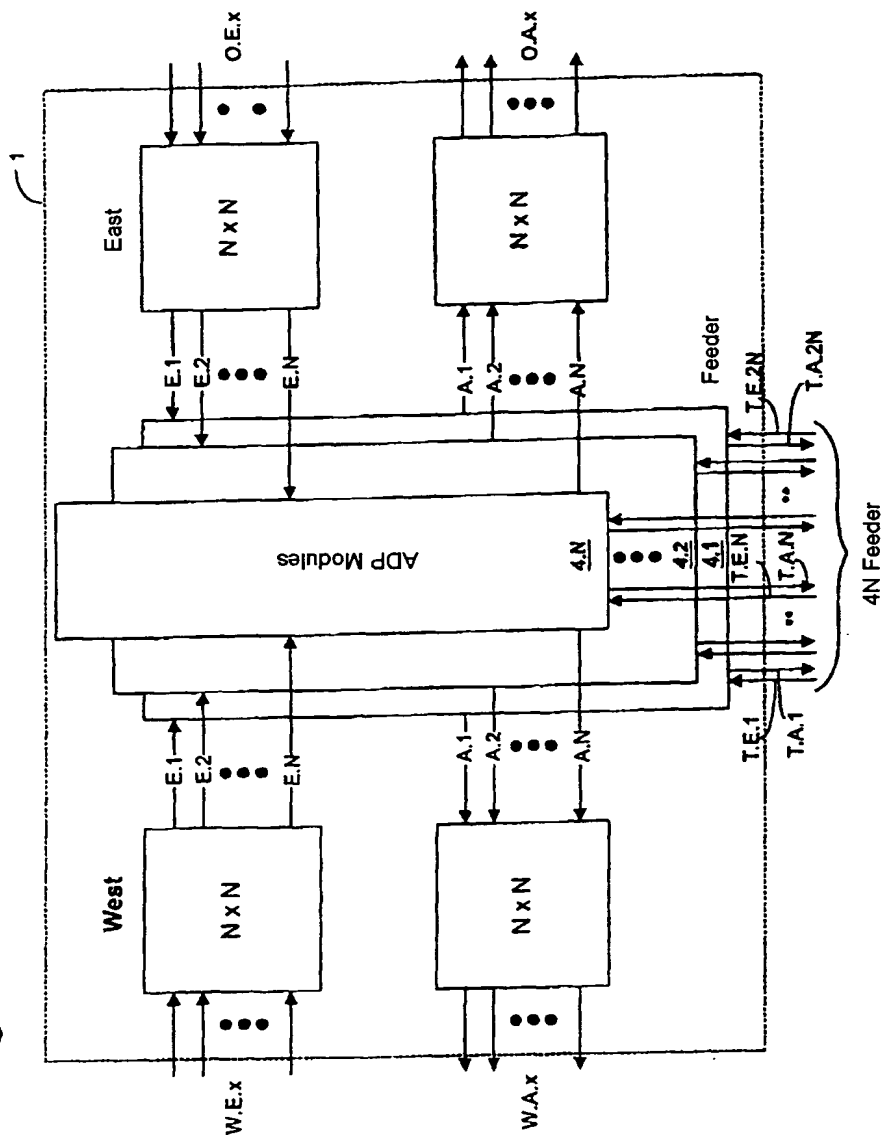 1
West
East
W.E.x
O.E.x
N x N
N x N
E.1
E.2
E.N
E.1
E.2
E.N
ADP Modules
4.N
4.2
4.1
A.1
A.2
A.N
A.1
A.2
A.N
N x N
N x N
W.A.x
O.A.x
Feeder
T.E.1
T.A.1
T.E.N
T.A.N
T.E.2N
T.A.2N
4N Feeder